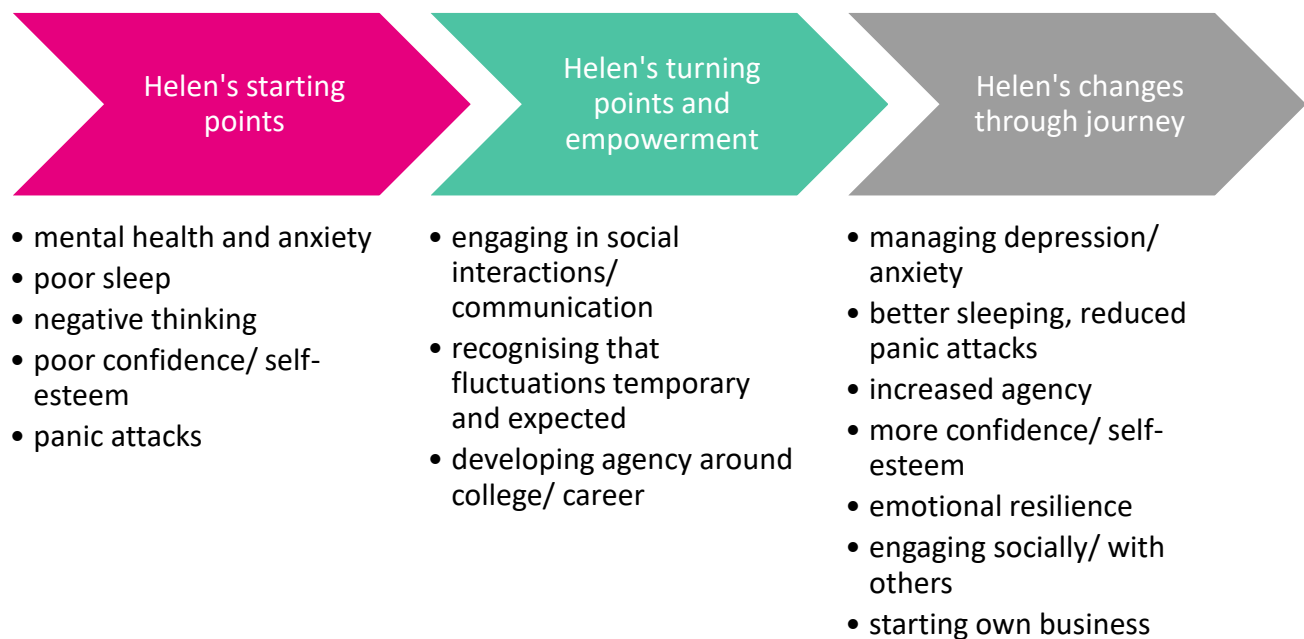 Helen's starting
points
Helen's turning
points and
empowerment
Helen's changes
through journey
• mental health and anxiety
• poor sleep
• negative thinking
• poor confidence/ self-
esteem
• panic attacks
• engaging in social
interactions/
communication
• recognising that
fluctuations temporary
and expected
• developing agency around
college/ career
• managing depression/
anxiety
• better sleeping, reduced
panic attacks
• increased agency
• more confidence/ self-
esteem
• emotional resilience
• engaging socially/ with
others
• starting own business